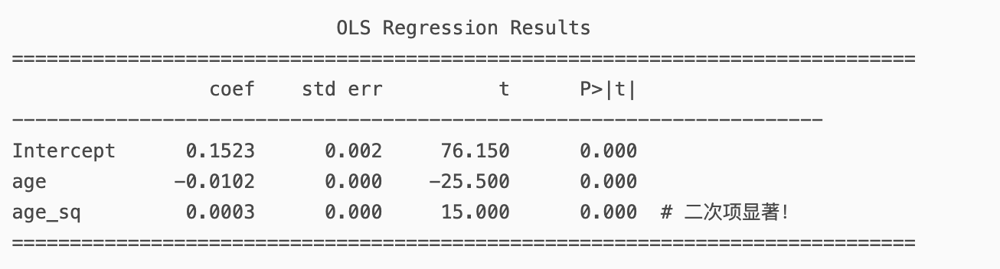 OLS Regression Results
==============================================================================
coef    std err          t      P>|t|
----------------------------------------------------------------------
Intercept      0.1523      0.002     76.150      0.000
age           -0.0102      0.000    -25.500      0.000
age_sq         0.0003      0.000     15.000      0.000  # 二次项显著!
==============================================================================